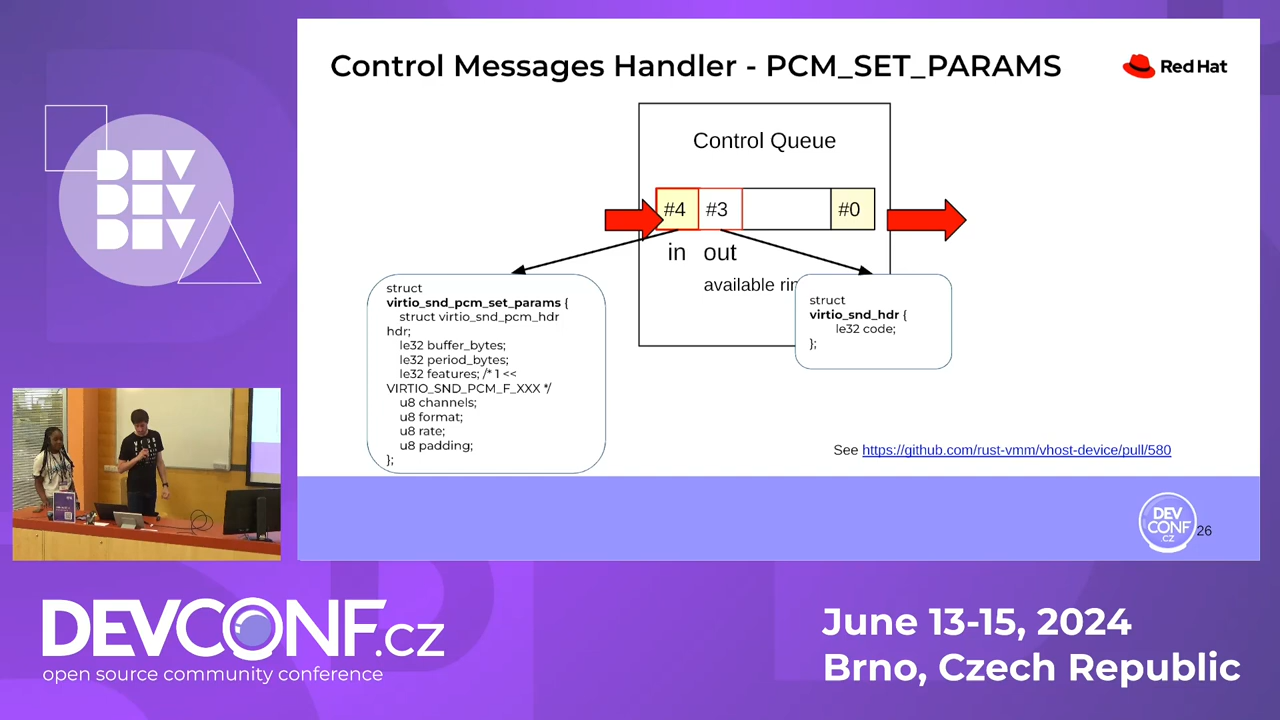 Control Messages Handler - PCM_SET_PARAMS
Red Hat
DEV
DEV
DEV
Control Queue
#4
#3
#0
in
out
struct
virtio_snd_pcm_set_params {
struct virtio_snd_pcm_hdr
hdr;
le32 buffer_bytes;
le32 period_bytes;
le32 features; /* 1 <<
VIRTIO_SND_PCM_F_XXX */
u8 channels;
u8 format;
u8 rate;
u8 padding;
};
available rin
struct
virtio_snd_hdr {
le32 code;
};
See https://github.com/rust-vmm/vhost-device/pull/580
DEV
CONF
.CZ
26
DEVCONF.cz
open source community conference
June 13-15, 2024
Brno, Czech Republic